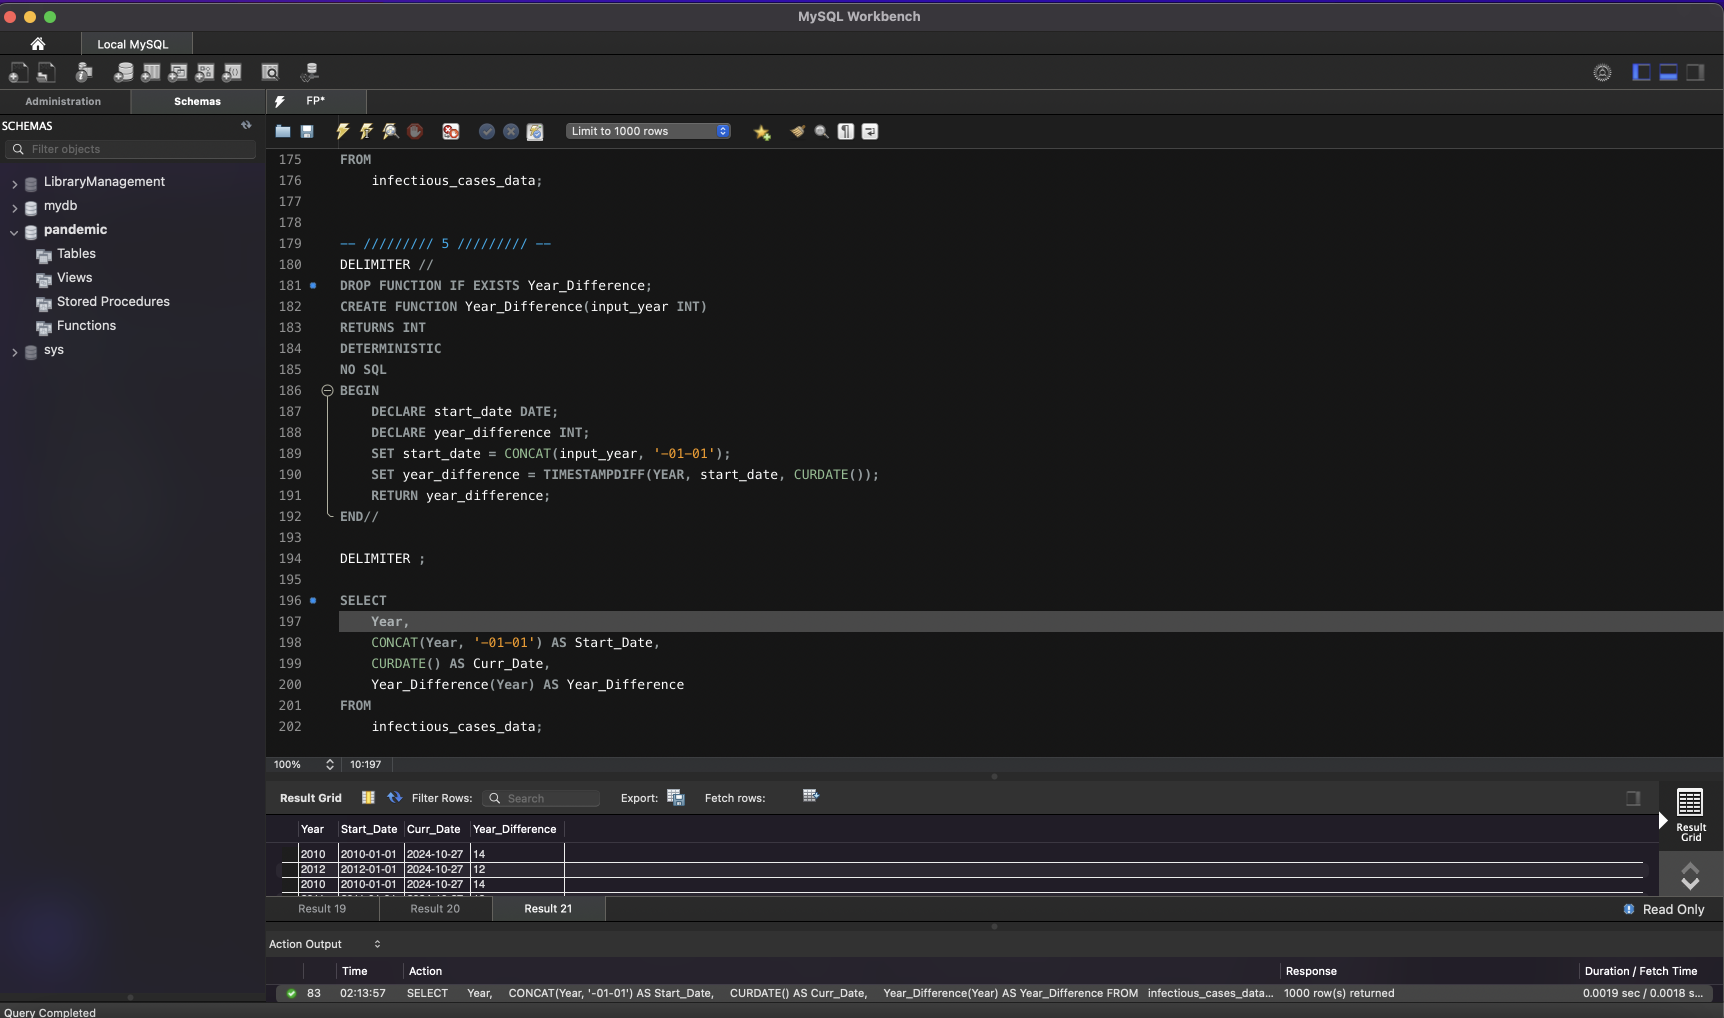 MySQL Workbench
Local MySQL
Administration
Schemas
FP*
SCHEMAS
Filter objects
LibraryManagement
mydb
pandemic
Tables
Views
Stored Procedures
Functions
sys
Limit to 1000 rows
175 FROM
176 infectious_cases_data;
177
178
179 -- ///////// 5 ///////// --
180 DELIMITER //
181 DROP FUNCTION IF EXISTS Year_Difference;
182 CREATE FUNCTION Year_Difference(input_year INT)
183 RETURNS INT
184 DETERMINISTIC
185 NO SQL
186 BEGIN
187 DECLARE start_date DATE;
188 DECLARE year_difference INT;
189 SET start_date = CONCAT(input_year, '-01-01');
190 SET year_difference = TIMESTAMPDIFF(YEAR, start_date, CURDATE());
191 RETURN year_difference;
192 END//
193
194 DELIMITER ;
195
196 SELECT
197 Year,
198 CONCAT(Year, '-01-01') AS Start_Date,
199 CURDATE() AS Curr_Date,
200 Year_Difference(Year) AS Year_Difference
201 FROM
202 infectious_cases_data;
100% 10:197
Result Grid Filter Rows: Search Export: Fetch rows:
Year Start_Date Curr_Date Year_Difference
2010 2010-01-01 2024-10-27 14
2012 2012-01-01 2024-10-27 12
2010 2010-01-01 2024-10-27 14
Result
Grid
Result 19 Result 20 Result 21 Read Only
Action Output
Time Action Response Duration / Fetch Time
83 02:13:57 SELECT Year, CONCAT(Year, '-01-01') AS Start_Date, CURDATE() AS Curr_Date, Year_Difference(Year) AS Year_Difference FROM infectious_cases_data... 1000 row(s) returned 0.0019 sec / 0.0018 s...
Query Completed